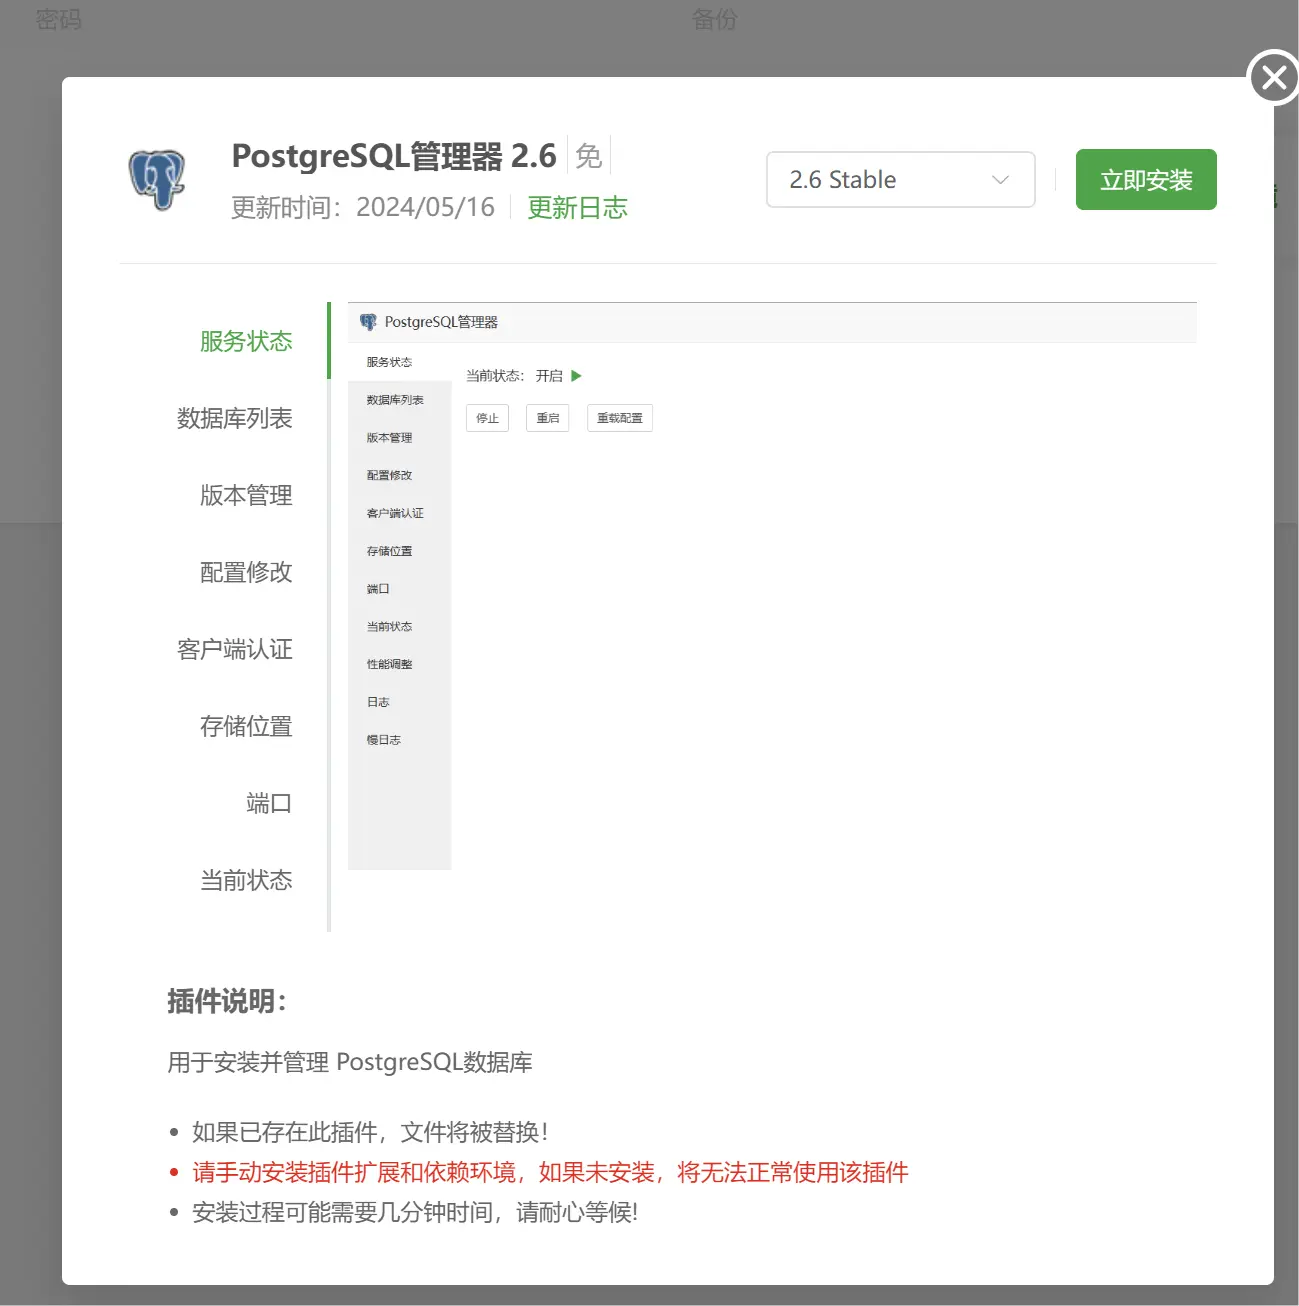 密码 备份
PostgreSQL管理器 2.6 免
更新时间：2024/05/16 更新日志
2.6 Stable
立即安装
服务状态
数据库列表
版本管理
配置修改
客户端认证
存储位置
端口
当前状态
PostgreSQL管理器
服务状态
数据库列表
版本管理
配置修改
客户端认证
存储位置
端口
当前状态
性能调整
日志
慢日志
当前状态： 开启
停止 重启 重载配置
插件说明：
用于安装并管理 PostgreSQL数据库
• 如果已存在此插件，文件将被替换！
• 请手动安装插件扩展和依赖环境，如果未安装，将无法正常使用该插件
• 安装过程可能需要几分钟时间，请耐心等候!